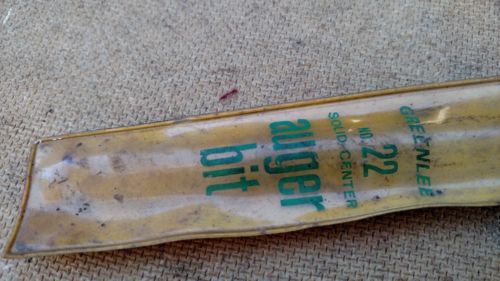 GREENLEE
NO. 22
SOLID-CENTER
auger
bit